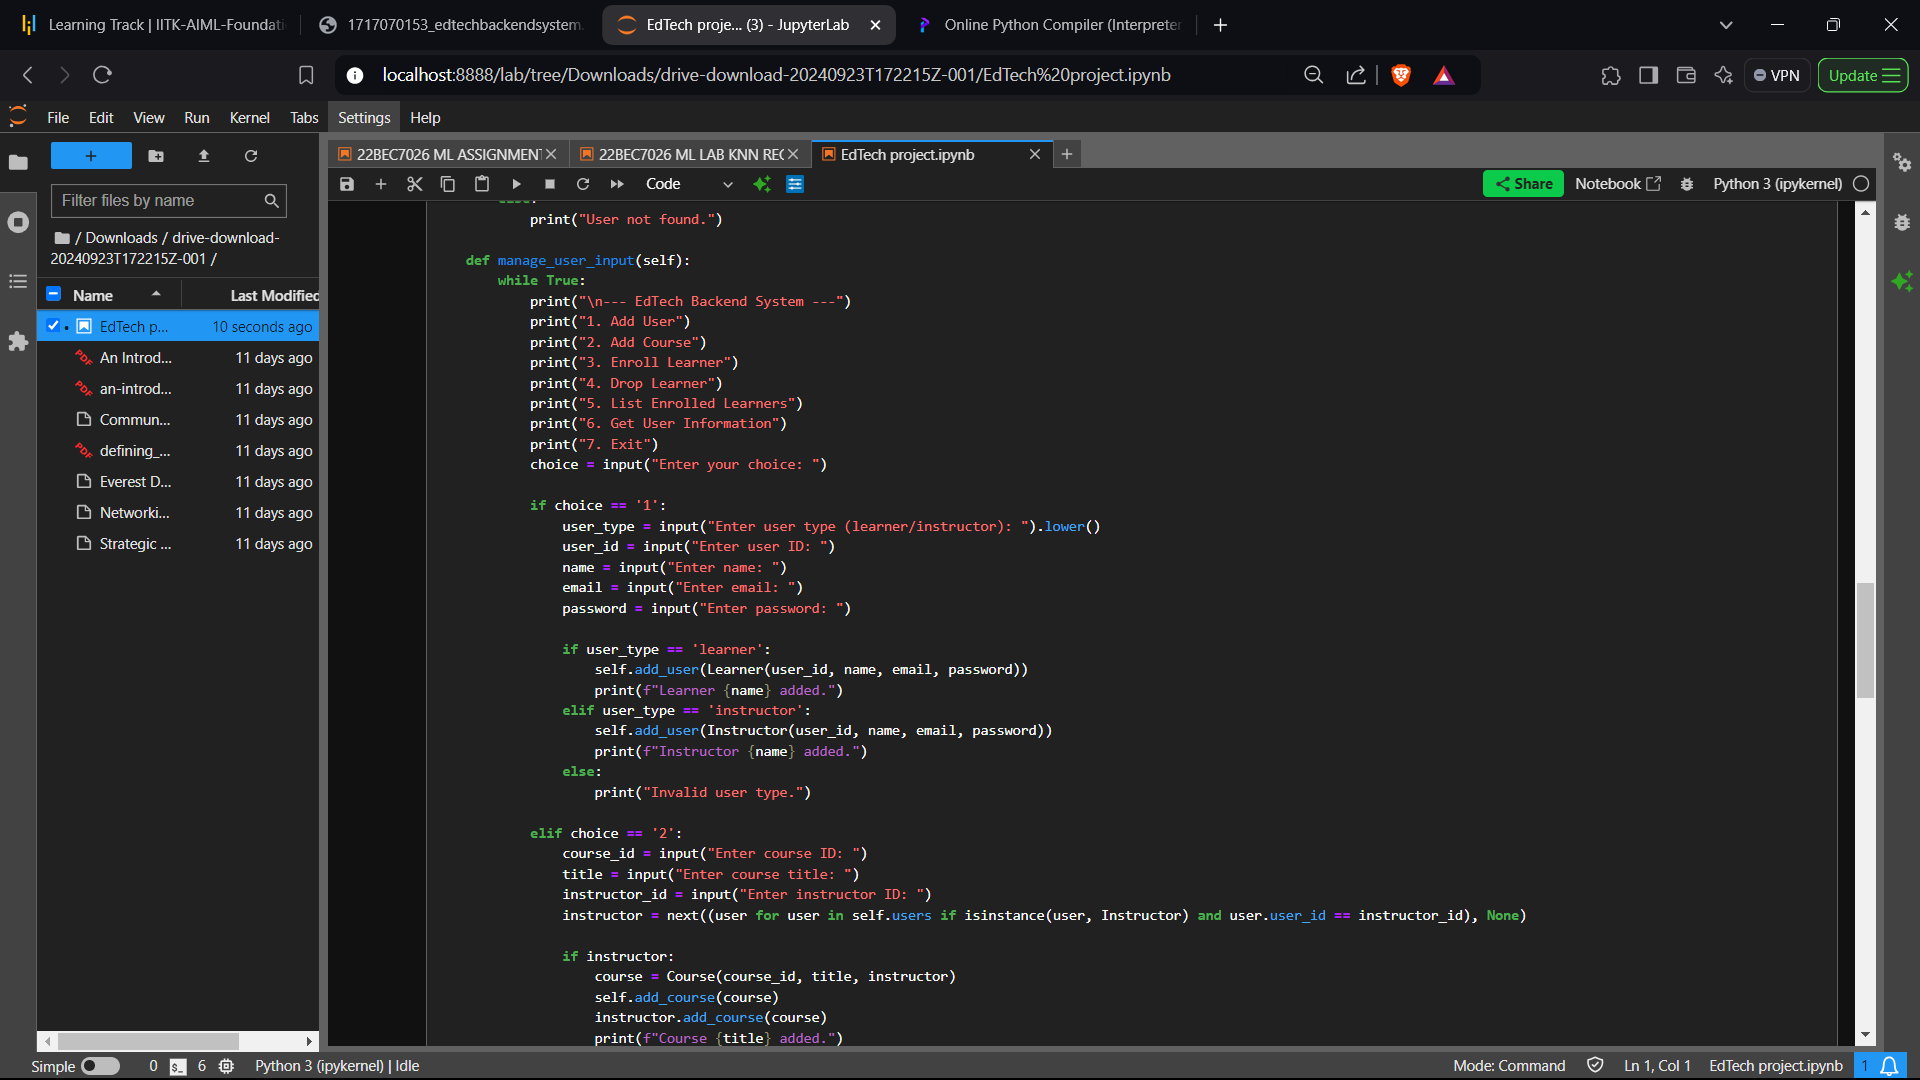 Learning Track | IITK-AIML-Foundati
1717070153_edtechbackendsystem.
EdTech proje... (3) - JupyterLab
Online Python Compiler (Interpreter
localhost:8888/lab/tree/Downloads/drive-download-20240923T172215Z-001/EdTech%20project.ipynb
VPN
Update
File Edit View Run Kernel Tabs Settings Help
22BEC7026 ML ASSIGNMENT
22BEC7026 ML LAB KNN REC
EdTech project.ipynb
Code
Share
Notebook
Python 3 (ipykernel)
Filter files by name
/ Downloads / drive-download-
20240923T172215Z-001 /
Name Last Modified
EdTech p... 10 seconds ago
An Introd... 11 days ago
an-introd... 11 days ago
Commun... 11 days ago
defining_... 11 days ago
Everest D... 11 days ago
Networki... 11 days ago
Strategic ... 11 days ago
print("User not found.")
def manage_user_input(self):
while True:
print("\n--- EdTech Backend System ---")
print("1. Add User")
print("2. Add Course")
print("3. Enroll Learner")
print("4. Drop Learner")
print("5. List Enrolled Learners")
print("6. Get User Information")
print("7. Exit")
choice = input("Enter your choice: ")
if choice == '1':
user_type = input("Enter user type (learner/instructor): ").lower()
user_id = input("Enter user ID: ")
name = input("Enter name: ")
email = input("Enter email: ")
password = input("Enter password: ")
if user_type == 'learner':
self.add_user(Learner(user_id, name, email, password))
print(f"Learner {name} added.")
elif user_type == 'instructor':
self.add_user(Instructor(user_id, name, email, password))
print(f"Instructor {name} added.")
else:
print("Invalid user type.")
elif choice == '2':
course_id = input("Enter course ID: ")
title = input("Enter course title: ")
instructor_id = input("Enter instructor ID: ")
instructor = next((user for user in self.users if isinstance(user, Instructor) and user.user_id == instructor_id), None)
if instructor:
course = Course(course_id, title, instructor)
self.add_course(course)
instructor.add_course(course)
print(f"Course {title} added.")
Simple 0 6 Python 3 (ipykernel) | Idle
Mode: Command Ln 1, Col 1 EdTech project.ipynb 1